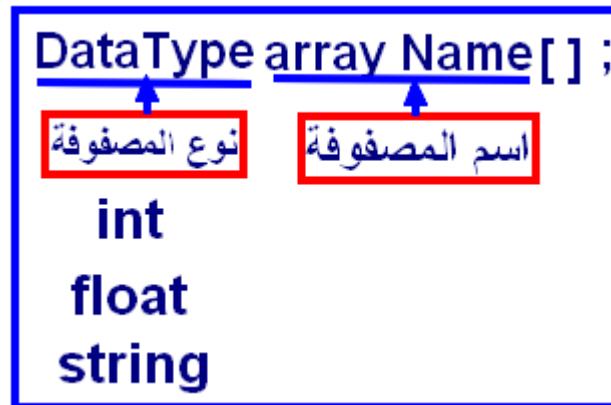 DataType array Name[] ;
نوع المصفوفة
اسم المصفوفة
int
float
string